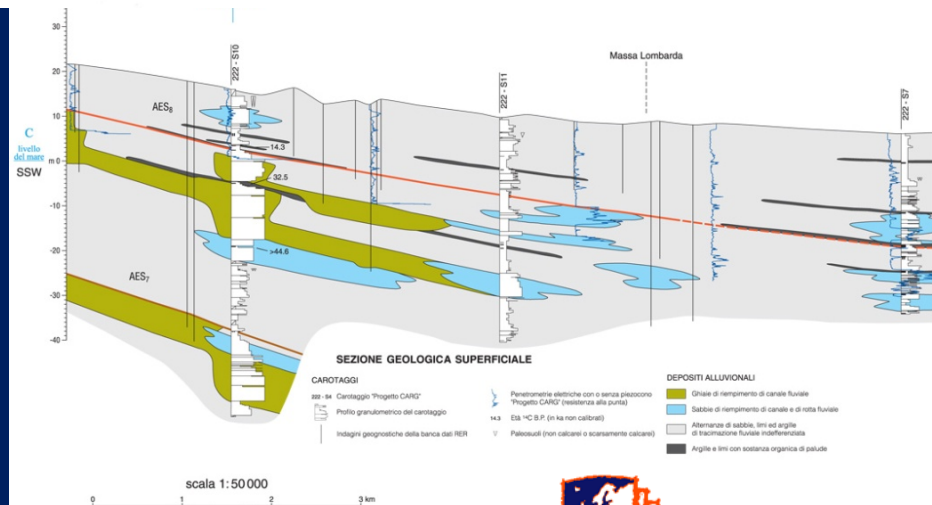 30
20
10
C
livello
del mare
m 0
SSW
-10
-20
-30
-40
AES8
AES7
222 - S10
14.3
32.5
>44.6
222 - S11
Massa Lombarda
222 - S7
SEZIONE GEOLOGICA SUPERFICIALE
CAROTAGGI
222 - S4 Carotaggio "Progetto CARG"
Profilo granulometrico del carotaggio
Indagini geognostiche della banca dati RER
Penetrometrie elettriche con o senza piezocono
"Progetto CARG" (resistenza alla punta)
14.3 Età ¹⁴C B.P. (in ka non calibrati)
Paleosuoli (non calcarei o scarsamente calcarei)
DEPOSITI ALLUVIONALI
Ghiaie di riempimento di canale fluviale
Sabbie di riempimento di canale e di rotta fluviale
Alternanze di sabbie, limi ed argille
di tracimazione fluviale indefferenziata
Argille e limi con sostanza organica di palude
scala 1: 50 000
0 1 2 3 km